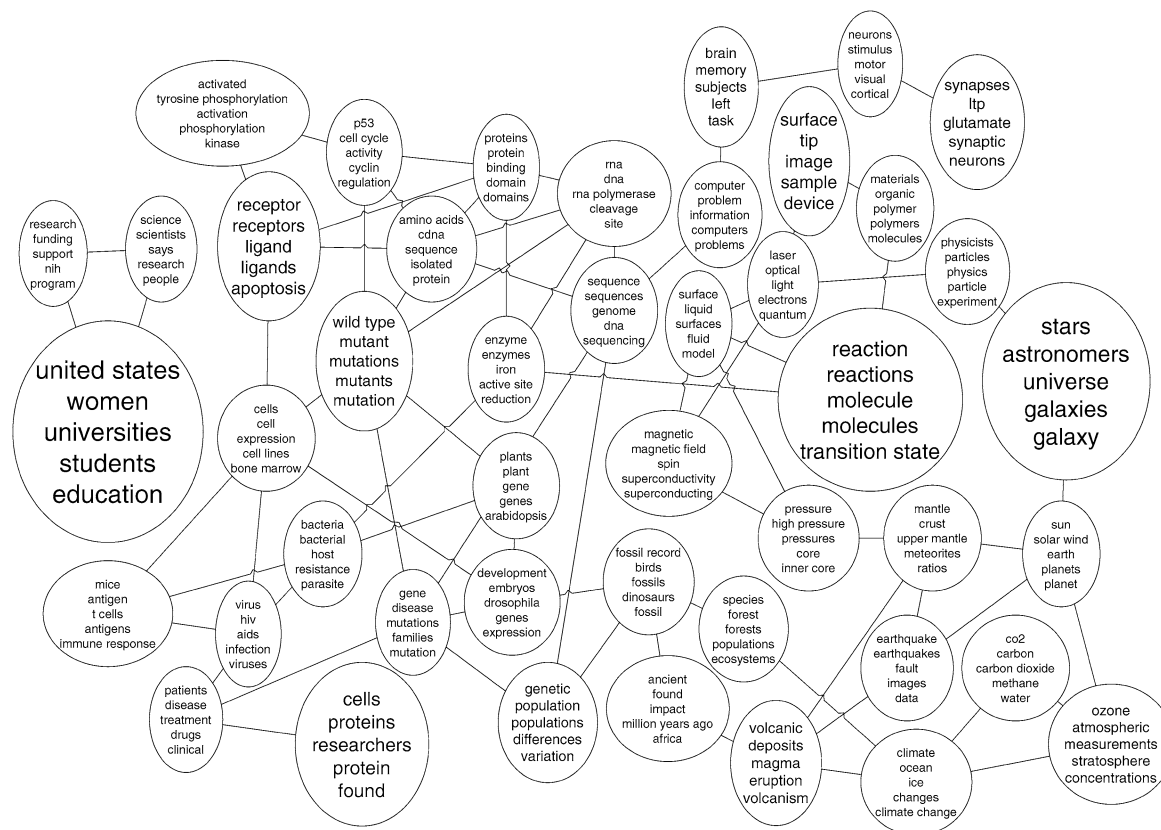 neurons
stimulus
motor
visual
cortical
brain
memory
subjects
left
task
synapses
ltp
glutamate
synaptic
neurons
activated
tyrosine phosphorylation
activation
phosphorylation
kinase
surface
tip
image
sample
device
p53
cell cycle
activity
cyclin
regulation
proteins
protein
binding
domain
domains
rna
dna
rna polymerase
cleavage
site
materials
organic
polymer
polymers
molecules
computer
problem
information
computers
problems
receptor
receptors
ligand
ligands
apoptosis
amino acids
cdna
sequence
isolated
protein
research
funding
support
nih
program
science
scientists
says
research
people
physicists
particles
physics
particle
experiment
laser
optical
light
electrons
quantum
sequence
sequences
genome
dna
sequencing
surface
liquid
surfaces
fluid
model
wild type
mutant
mutations
mutants
mutation
enzyme
enzymes
iron
active site
reduction
united states
women
universities
students
education
reaction
reactions
molecule
molecules
transition state
stars
astronomers
universe
galaxies
galaxy
cells
cell
expression
cell lines
bone marrow
magnetic
magnetic field
spin
superconductivity
superconducting
plants
plant
gene
genes
arabidopsis
pressure
high pressure
pressures
core
inner core
mantle
crust
upper mantle
meteorites
ratios
sun
solar wind
earth
planets
planet
bacteria
bacterial
host
resistance
parasite
fossil record
birds
fossils
dinosaurs
fossil
development
embryos
drosophila
genes
expression
mice
antigen
t cells
antigens
immune response
virus
hiv
aids
infection
viruses
gene
disease
mutations
families
mutation
species
forest
forests
populations
ecosystems
earthquake
earthquakes
fault
images
data
co2
carbon
carbon dioxide
methane
water
patients
disease
treatment
drugs
clinical
cells
proteins
researchers
protein
found
genetic
population
populations
differences
variation
ancient
found
impact
million years ago
africa
volcanic
deposits
magma
eruption
volcanism
climate
ocean
ice
changes
climate change
ozone
atmospheric
measurements
stratosphere
concentrations